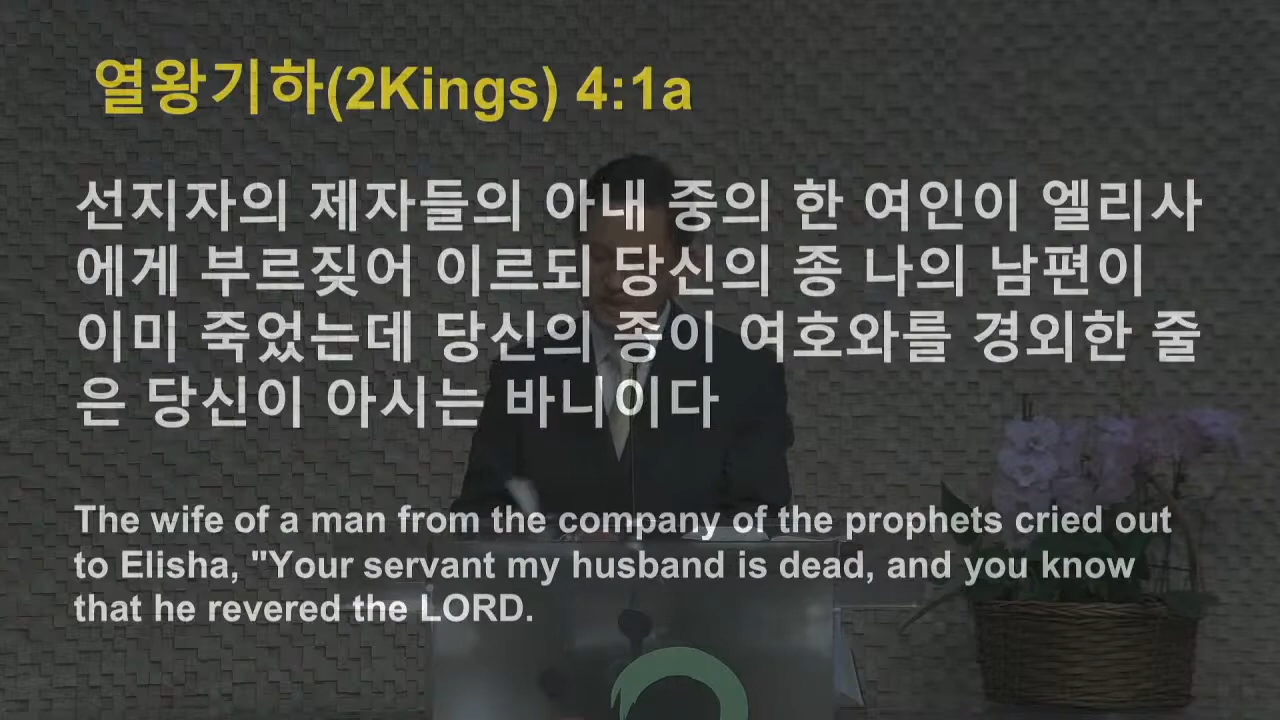 열왕기하(2Kings) 4:1a
선지자의 제자들의 아내 중의 한 여인이 엘리사
에게 부르짖어 이르되 당신의 종 나의 남편이
이미 죽었는데 당신의 종이 여호와를 경외한 줄
은 당신이 아시는 바니이다
The wife of a man from the company of the prophets cried out
to Elisha, "Your servant my husband is dead, and you know
that he revered the LORD.